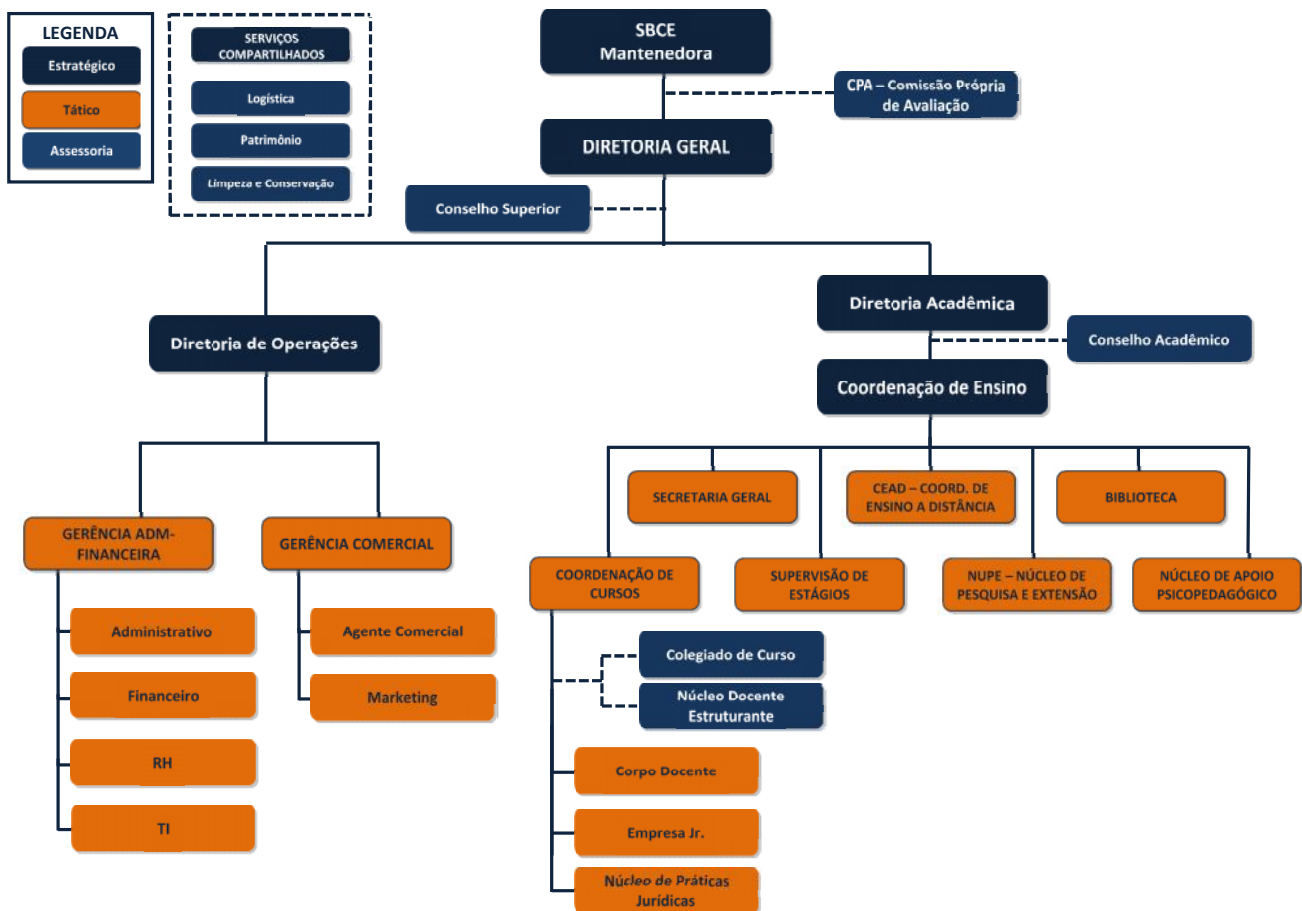 LEGENDA
Estratégico
Tático
Assessoria
SERVIÇOS
COMPARTILHADOS
Logística
Patrimônio
Limpeza e Conservação
SBCE
Mantenedora
CPA – Comissão Própria
de Avaliação
DIRETORIA GERAL
Conselho Superior
Diretoria de Operações
Diretoria Acadêmica
Conselho Acadêmico
Coordenação de Ensino
GERÊNCIA ADM-
FINANCEIRA
GERÊNCIA COMERCIAL
Administrativo
Financeiro
RH
TI
Agente Comercial
Marketing
SECRETARIA GERAL
CEAD – COORD. DE
ENSINO A DISTÂNCIA
BIBLIOTECA
COORDENAÇÃO DE
CURSOS
SUPERVISÃO DE
ESTÁGIOS
NUPE – NÚCLEO DE
PESQUISA E EXTENSÃO
NÚCLEO DE APOIO
PSICOPEDAGÓGICO
Colegiado de Curso
Núcleo Docente
Estruturante
Corpo Docente
Empresa Jr.
Núcleo de Práticas
Jurídicas